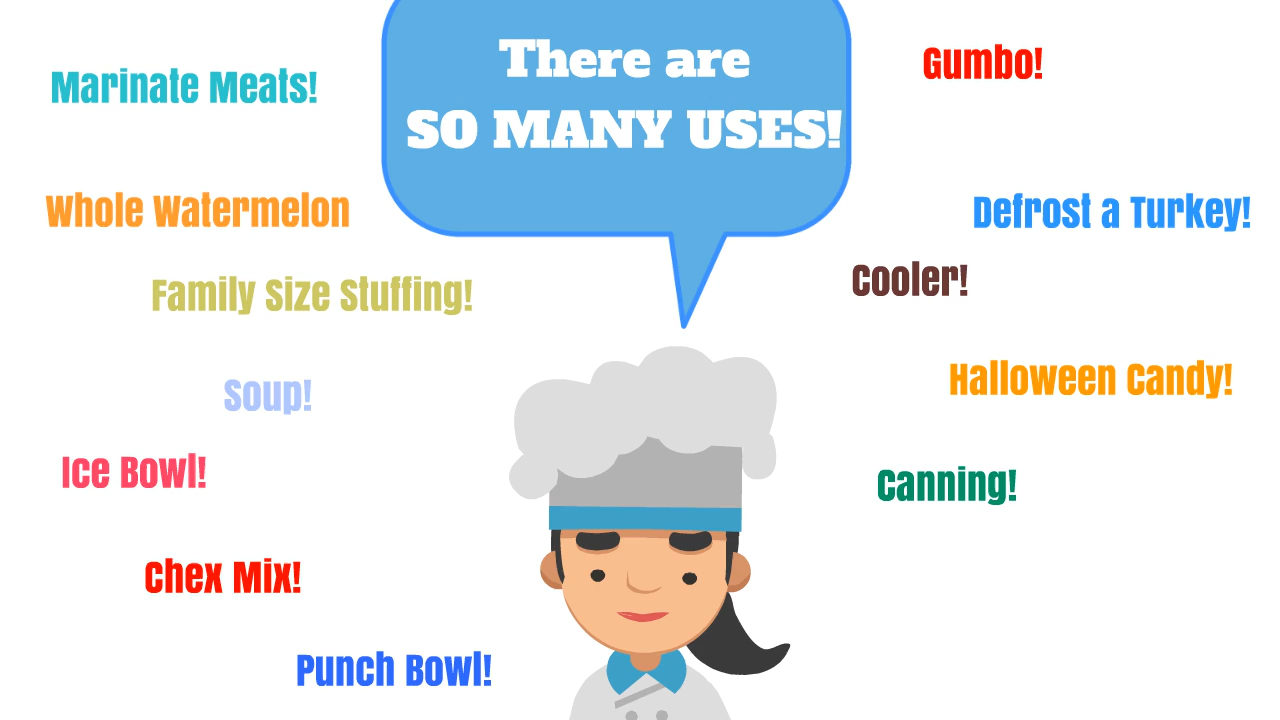 There are
SO MANY USES!
Marinate Meats!
Whole Watermelon
Family Size Stuffing!
Soup!
Ice Bowl!
Chex Mix!
Punch Bowl!
Gumbo!
Defrost a Turkey!
Cooler!
Halloween Candy!
Canning!